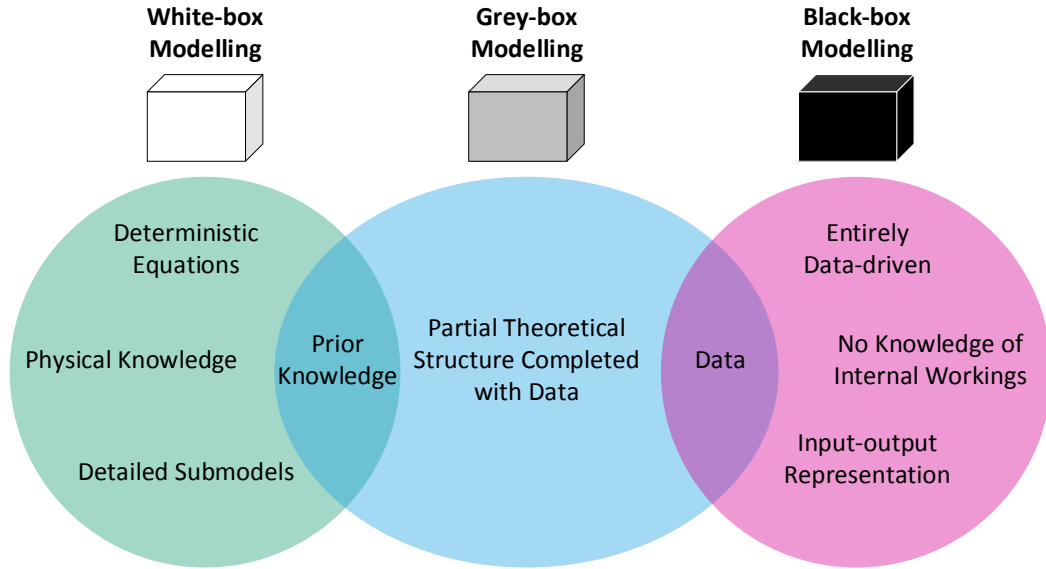 White-box
Modelling
Grey-box
Modelling
Black-box
Modelling
Deterministic
Equations
Physical Knowledge
Detailed Submodels
Prior
Knowledge
Partial Theoretical
Structure Completed
with Data
Data
Entirely
Data-driven
No Knowledge of
Internal Workings
Input-output
Representation